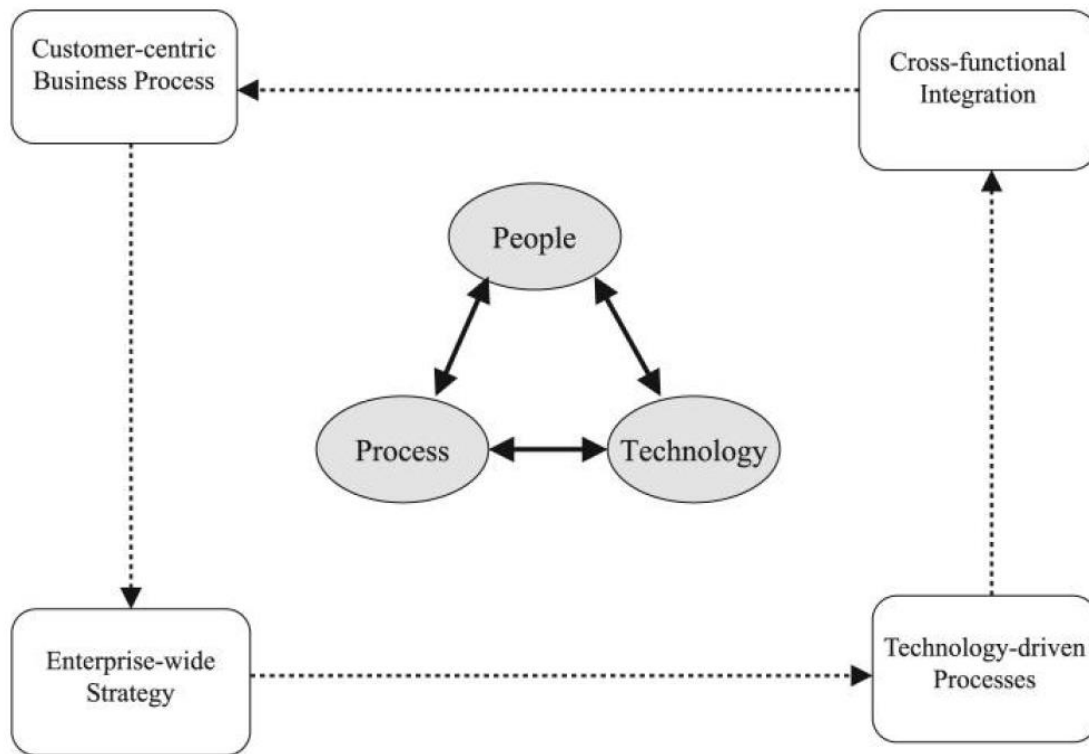 Customer-centric
Business Process
Cross-functional
Integration
People
Process
Technology
Enterprise-wide
Strategy
Technology-driven
Processes